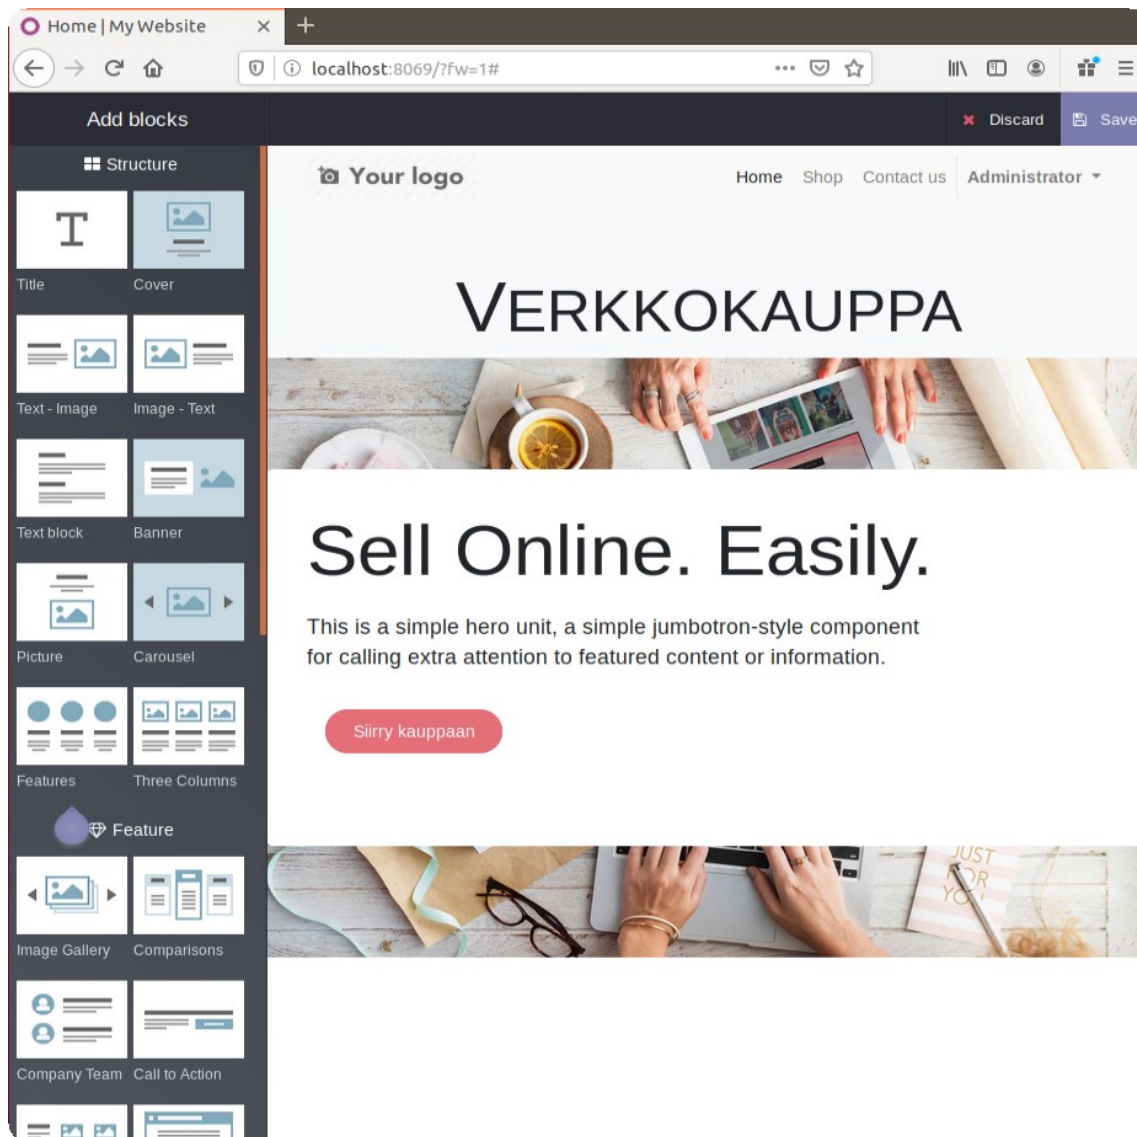 Home | My Website
localhost:8069/?fw=1#
Add blocks
Discard
Save
Structure
Your logo
Home
Shop
Contact us
Administrator
Title
Cover
VERKKOKAUPPA
Text - Image
Image - Text
Text block
Banner
Sell Online. Easily.
This is a simple hero unit, a simple jumbotron-style component
for calling extra attention to featured content or information.
Picture
Carousel
Siirry kauppaan
Features
Three Columns
Feature
JUST
FOR
YOU
Image Gallery
Comparisons
Company Team
Call to Action